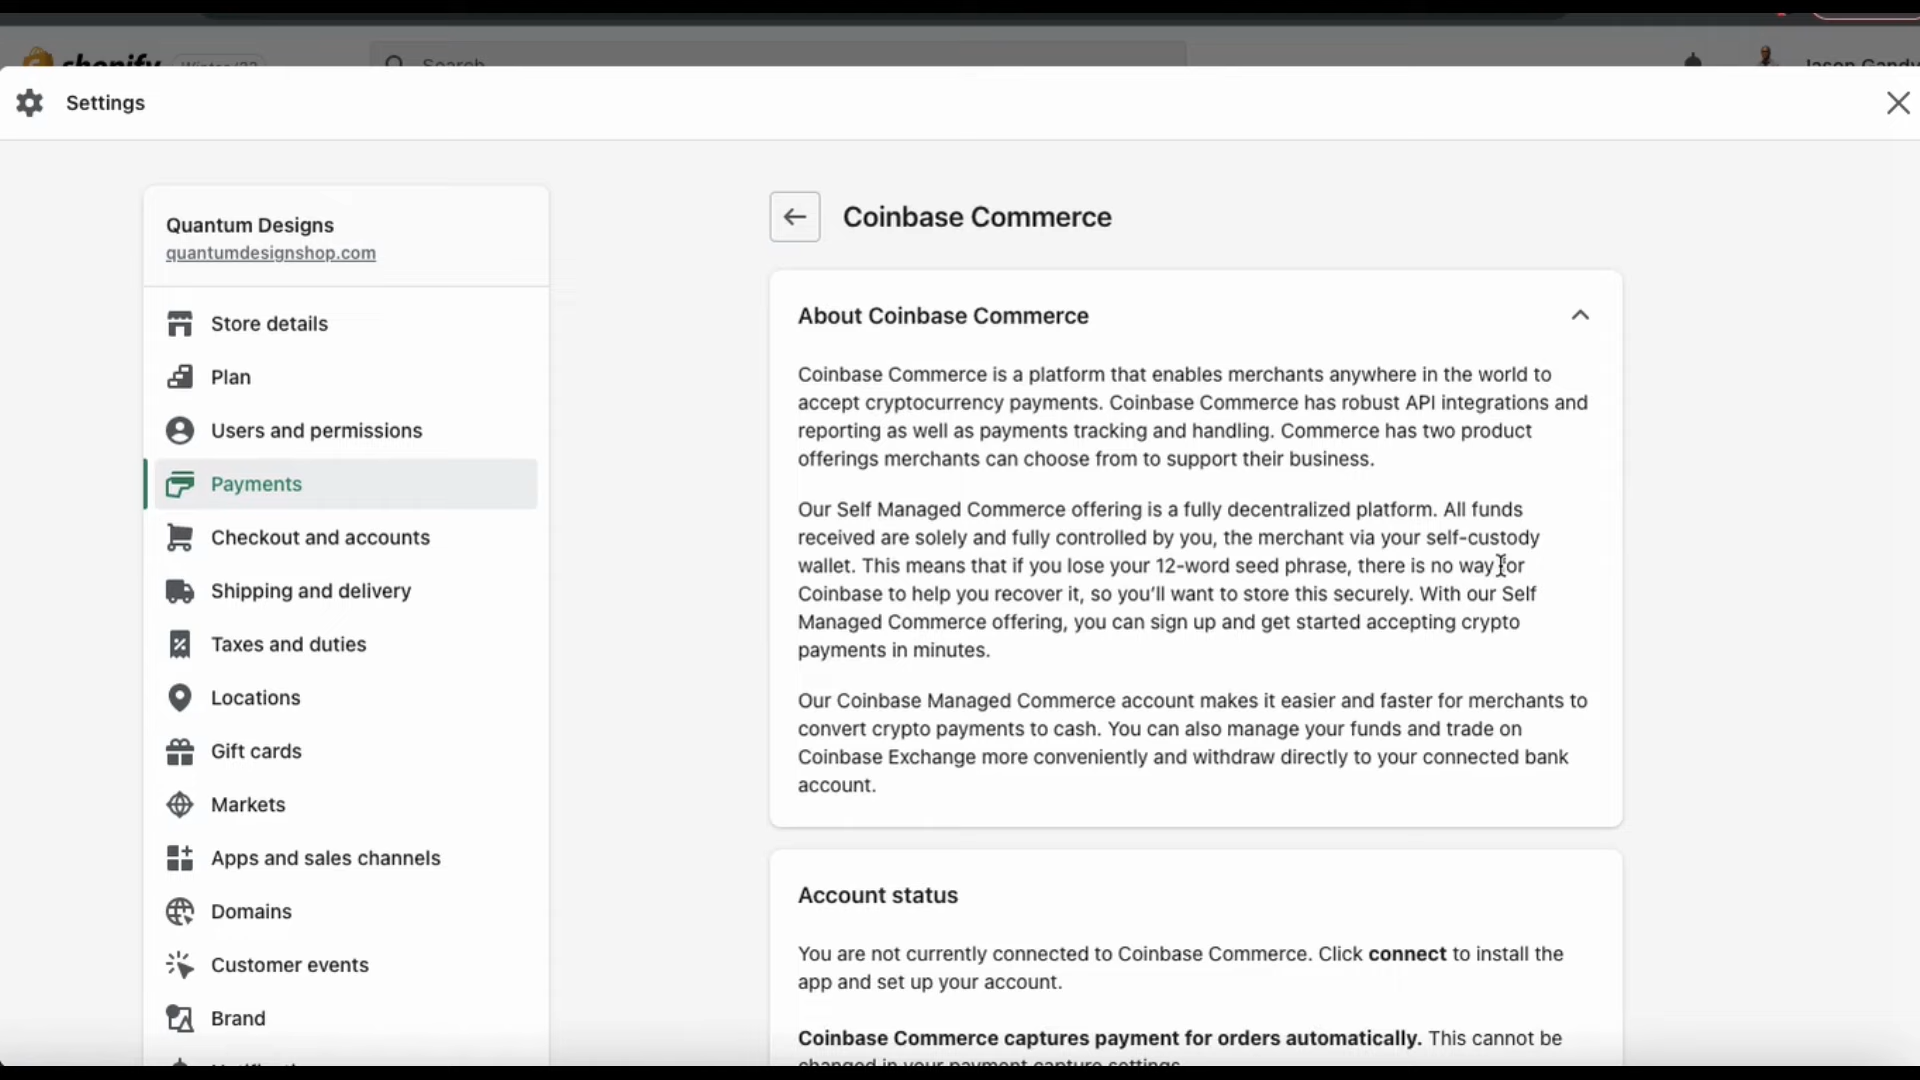 shopify
Winter '23
Search
Settings
Quantum Designs
quantumdesignshop.com
Store details
Plan
Users and permissions
Payments
Checkout and accounts
Shipping and delivery
Taxes and duties
Locations
Gift cards
Markets
Apps and sales channels
Domains
Customer events
Brand
Coinbase Commerce
About Coinbase Commerce
Coinbase Commerce is a platform that enables merchants anywhere in the world to
accept cryptocurrency payments. Coinbase Commerce has robust API integrations and
reporting as well as payments tracking and handling. Commerce has two product
offerings merchants can choose from to support their business.
Our Self Managed Commerce offering is a fully decentralized platform. All funds
received are solely and fully controlled by you, the merchant via your self-custody
wallet. This means that if you lose your 12-word seed phrase, there is no way for
Coinbase to help you recover it, so you’ll want to store this securely. With our Self
Managed Commerce offering, you can sign up and get started accepting crypto
payments in minutes.
Our Coinbase Managed Commerce account makes it easier and faster for merchants to
convert crypto payments to cash. You can also manage your funds and trade on
Coinbase Exchange more conveniently and withdraw directly to your connected bank
account.
Account status
You are not currently connected to Coinbase Commerce. Click connect to install the
app and set up your account.
Coinbase Commerce captures payment for orders automatically. This cannot be
changed in your payment capture settings.